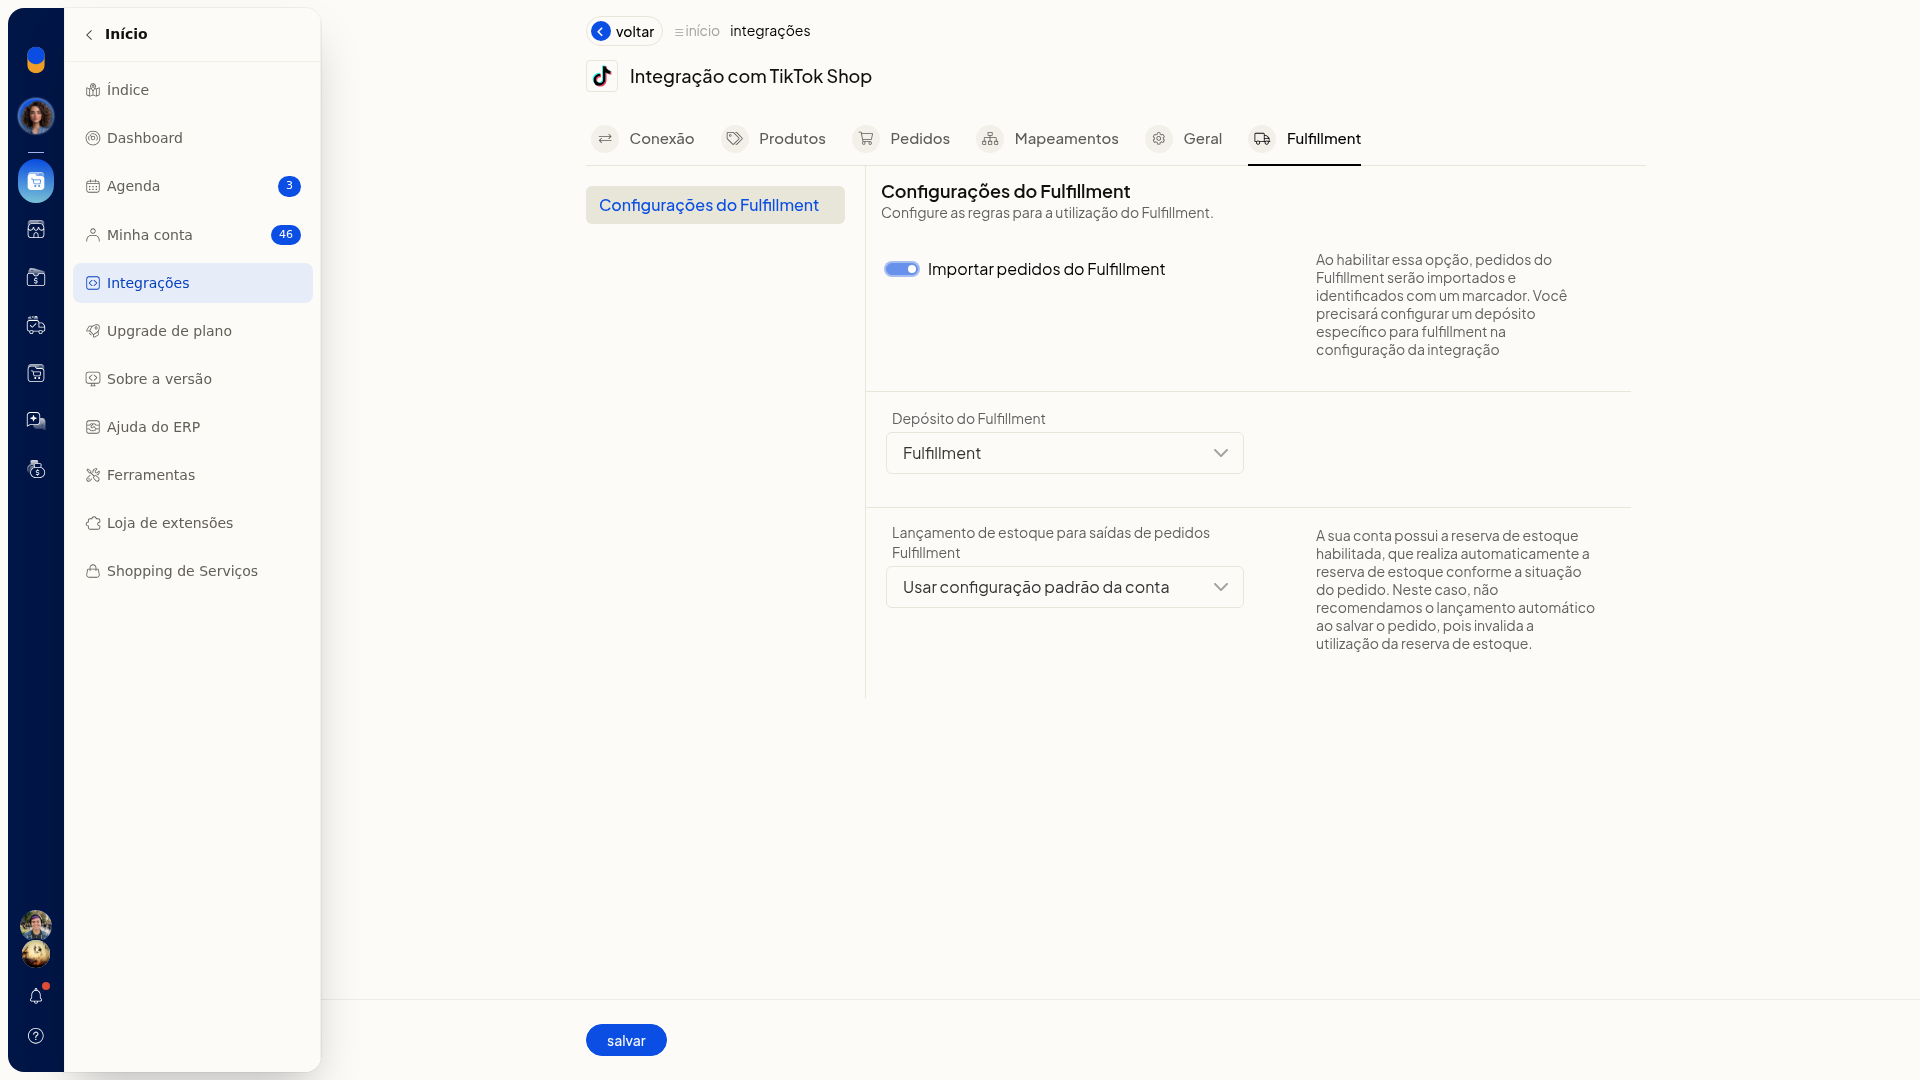 Início
Índice
Dashboard
Agenda
3
Minha conta
46
Integrações
Upgrade de plano
Sobre a versão
Ajuda do ERP
Ferramentas
Loja de extensões
Shopping de Serviços
voltar
início
integrações
Integração com TikTok Shop
Conexão
Produtos
Pedidos
Mapeamentos
Geral
Fulfillment
Configurações do Fulfillment
Configurações do Fulfillment
Configure as regras para a utilização do Fulfillment.
Importar pedidos do Fulfillment
Ao habilitar essa opção, pedidos do
Fulfillment serão importados e
identificados com um marcador. Você
precisará configurar um depósito
específico para fulfillment na
configuração da integração
Depósito do Fulfillment
Fulfillment
Lançamento de estoque para saídas de pedidos
Fulfillment
Usar configuração padrão da conta
A sua conta possui a reserva de estoque
habilitada, que realiza automaticamente a
reserva de estoque conforme a situação
do pedido. Neste caso, não
recomendamos o lançamento automático
ao salvar o pedido, pois invalida a
utilização da reserva de estoque.
salvar